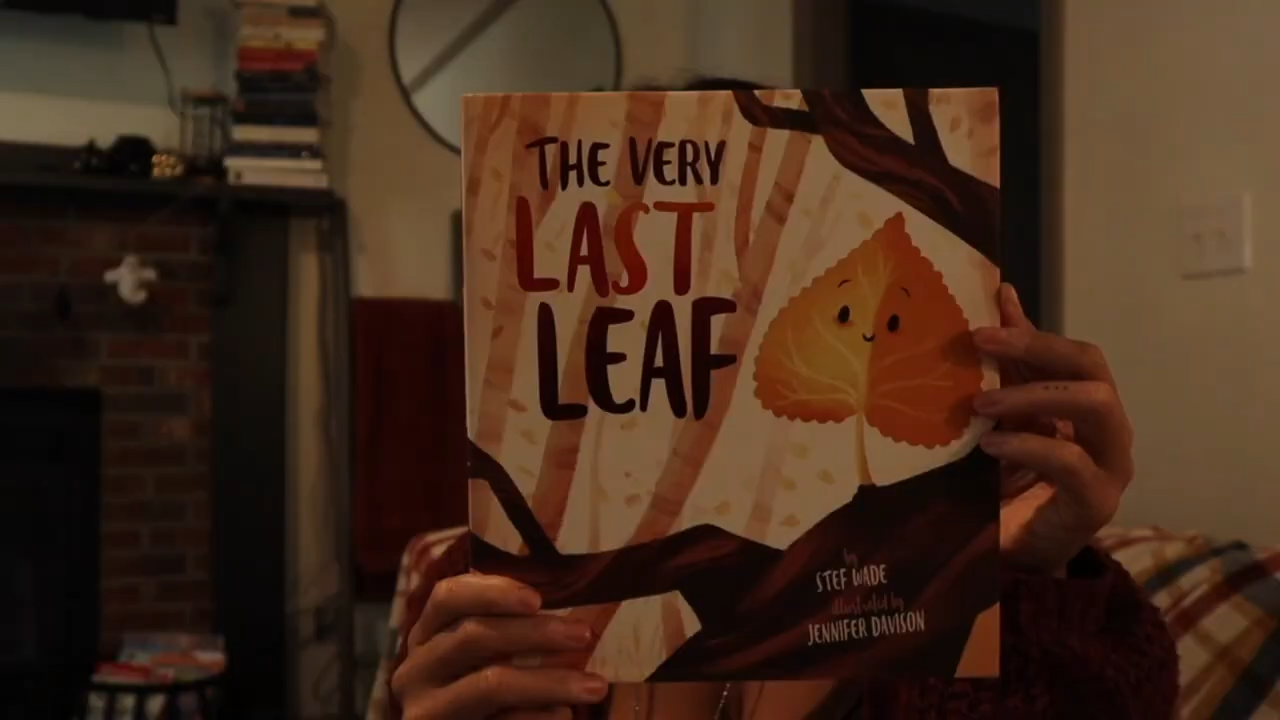 THE VERY
LAST
LEAF
by
STEF WADE
illustrated by
JENNIFER DAVISON